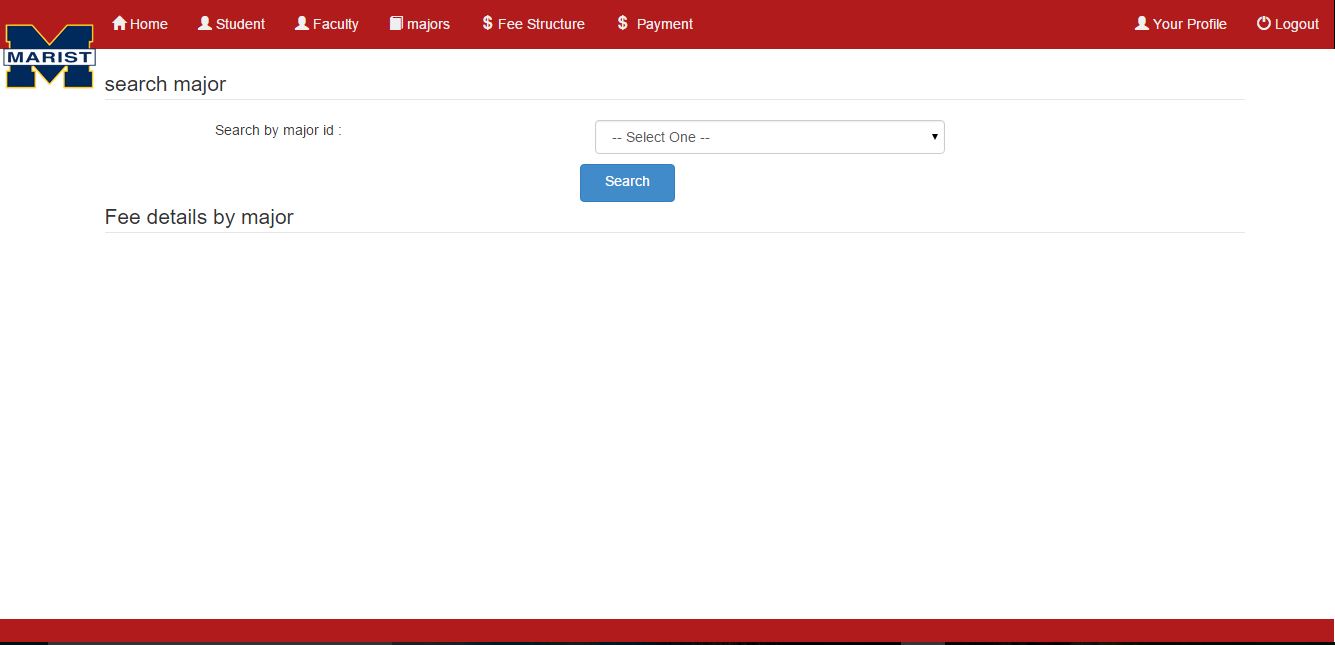 Home Student Faculty majors $ Fee Structure $ Payment Your Profile Logout
MARIST
search major
Search by major id :
-- Select One --
Search
Fee details by major